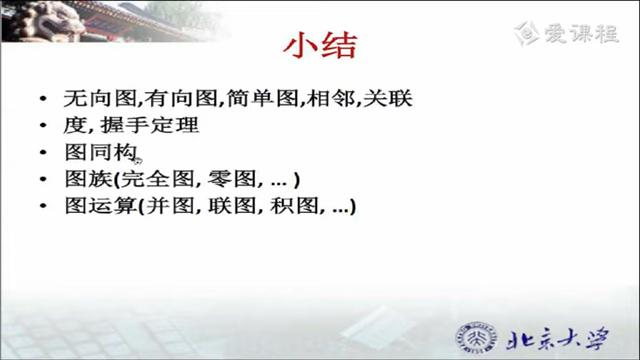 爱课程
小结
• 无向图,有向图,简单图,相邻,关联
• 度, 握手定理
• 图同构
• 图族(完全图, 零图, ... )
• 图运算(并图, 联图, 积图, ...)
北京大学